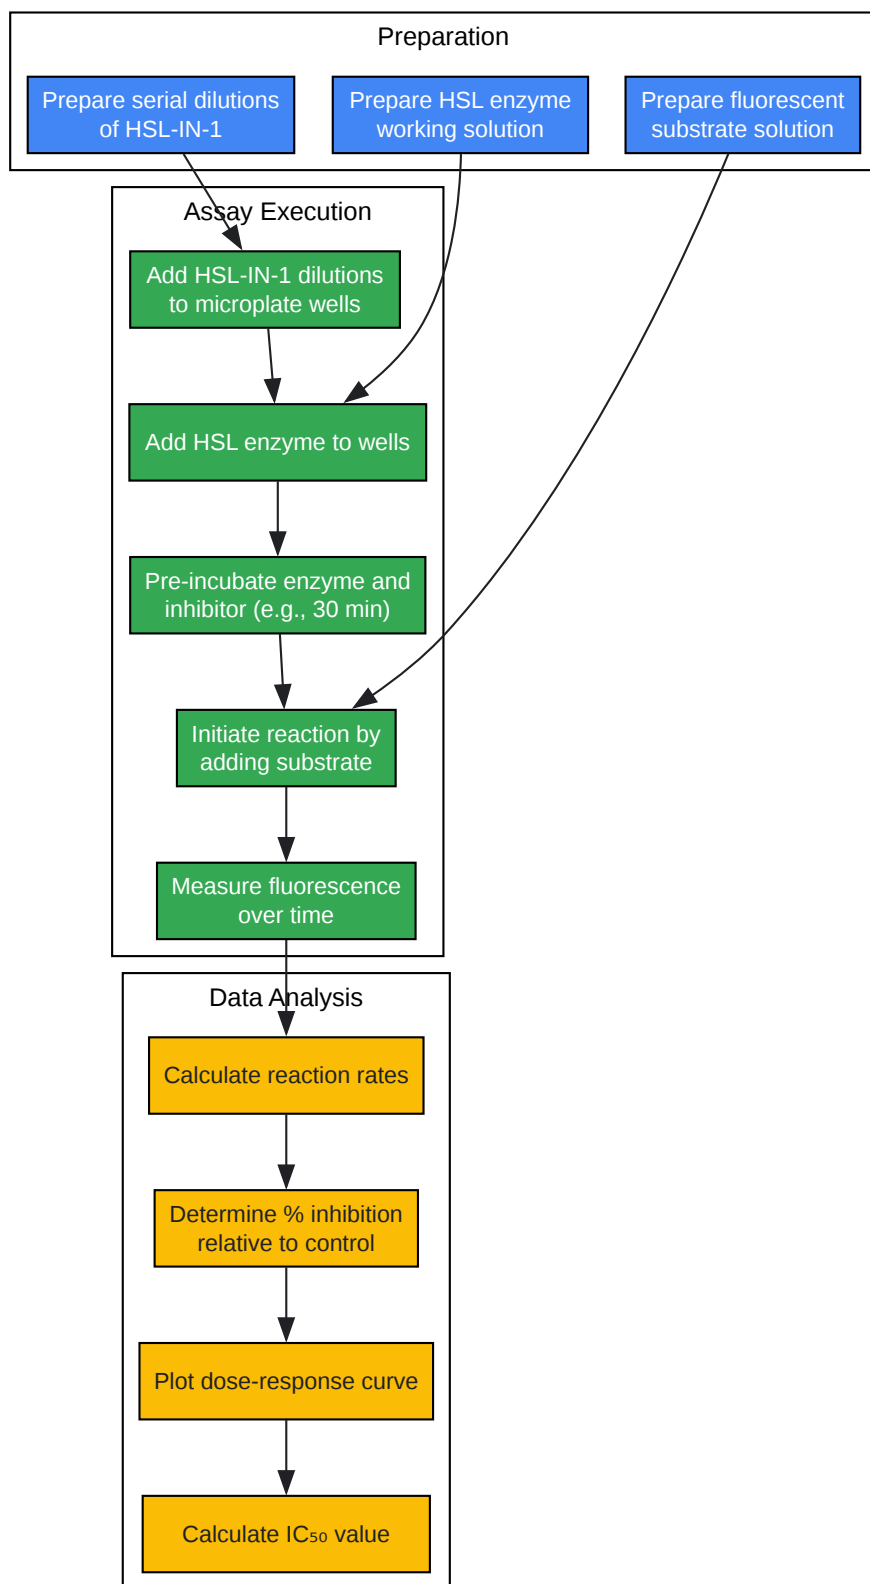 Preparation
Prepare serial dilutions
of HSL-IN-1
Prepare HSL enzyme
working solution
Prepare fluorescent
substrate solution
Assay Execution
Add HSL-IN-1 dilutions
to microplate wells
Add HSL enzyme to wells
Pre-incubate enzyme and
inhibitor (e.g., 30 min)
Initiate reaction by
adding substrate
Measure fluorescence
over time
Data Analysis
Calculate reaction rates
Determine % inhibition
relative to control
Plot dose-response curve
Calculate IC₅₀ value